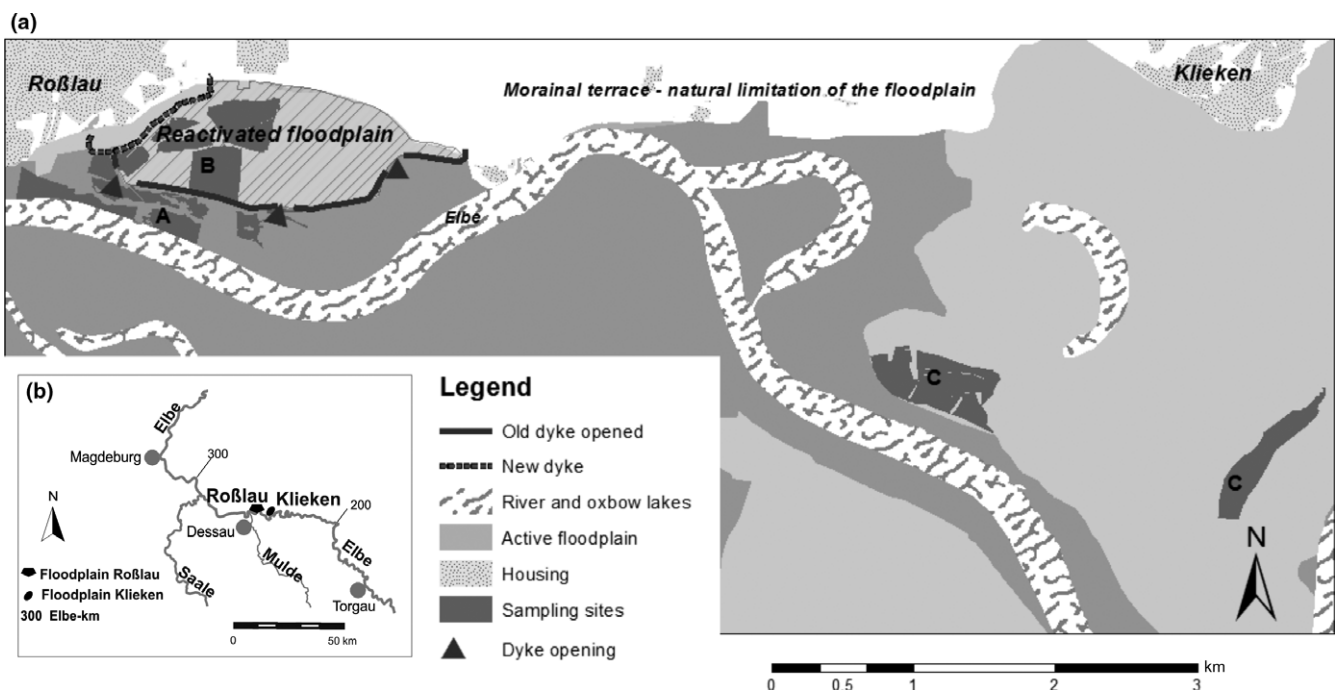 (a)
Roßlau
Klieken
Morainal terrace - natural limitation of the floodplain
Reactivated floodplain
B
A
Elbe
C
C
N
(b)
Elbe
Magdeburg
300
Roßlau Klieken
200
N
Dessau
Elbe
Mulde
Saale
Floodplain Roßlau
Floodplain Klieken
300 Elbe-km
Torgau
0 50 km
Legend
Old dyke opened
New dyke
River and oxbow lakes
Active floodplain
Housing
Sampling sites
Dyke opening
km
0 0.5 1 2 3